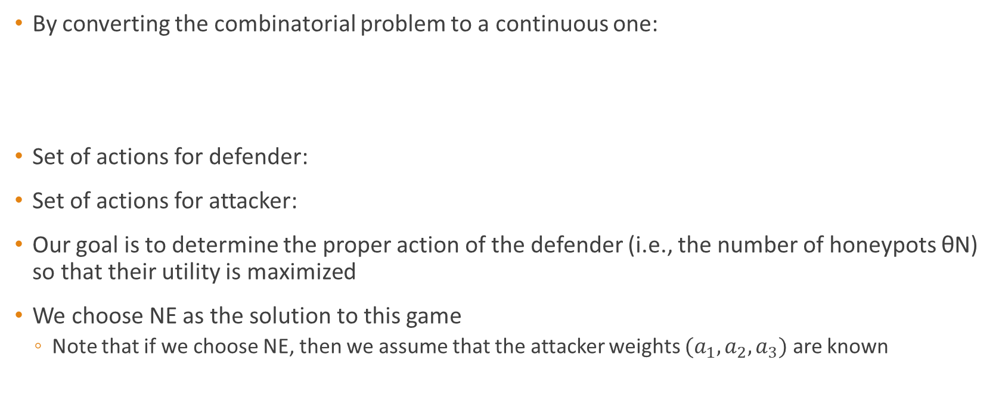 • By converting the combinatorial problem to a continuous one:
• Set of actions for defender:
• Set of actions for attacker:
• Our goal is to determine the proper action of the defender (i.e., the number of honeypots θN)
so that their utility is maximized
• We choose NE as the solution to this game
◦ Note that if we choose NE, then we assume that the attacker weights (𝑎₁, 𝑎₂, 𝑎₃) are known